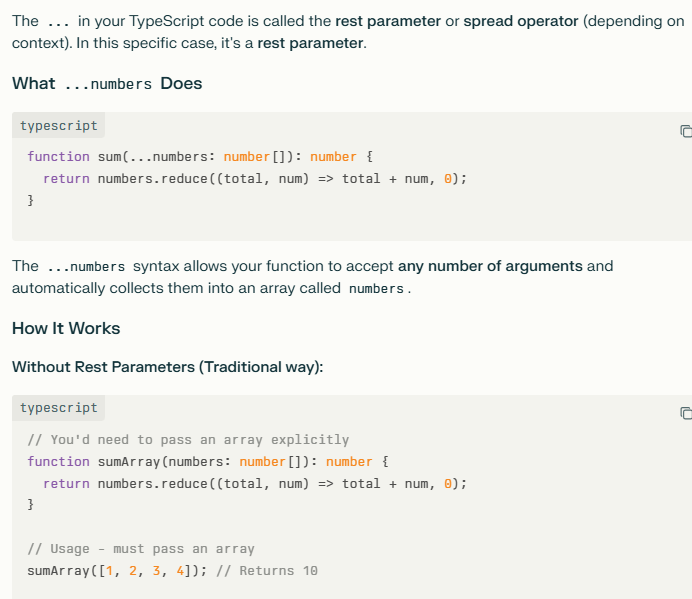 The ... in your TypeScript code is called the rest parameter or spread operator (depending on
context). In this specific case, it's a rest parameter.
What ...numbers Does
typescript
function sum(...numbers: number[]): number {
  return numbers.reduce((total, num) => total + num, 0);
}
The ...numbers syntax allows your function to accept any number of arguments and
automatically collects them into an array called numbers.
How It Works
Without Rest Parameters (Traditional way):
typescript
// You'd need to pass an array explicitly
function sumArray(numbers: number[]): number {
  return numbers.reduce((total, num) => total + num, 0);
}
// Usage - must pass an array
sumArray([1, 2, 3, 4]); // Returns 10